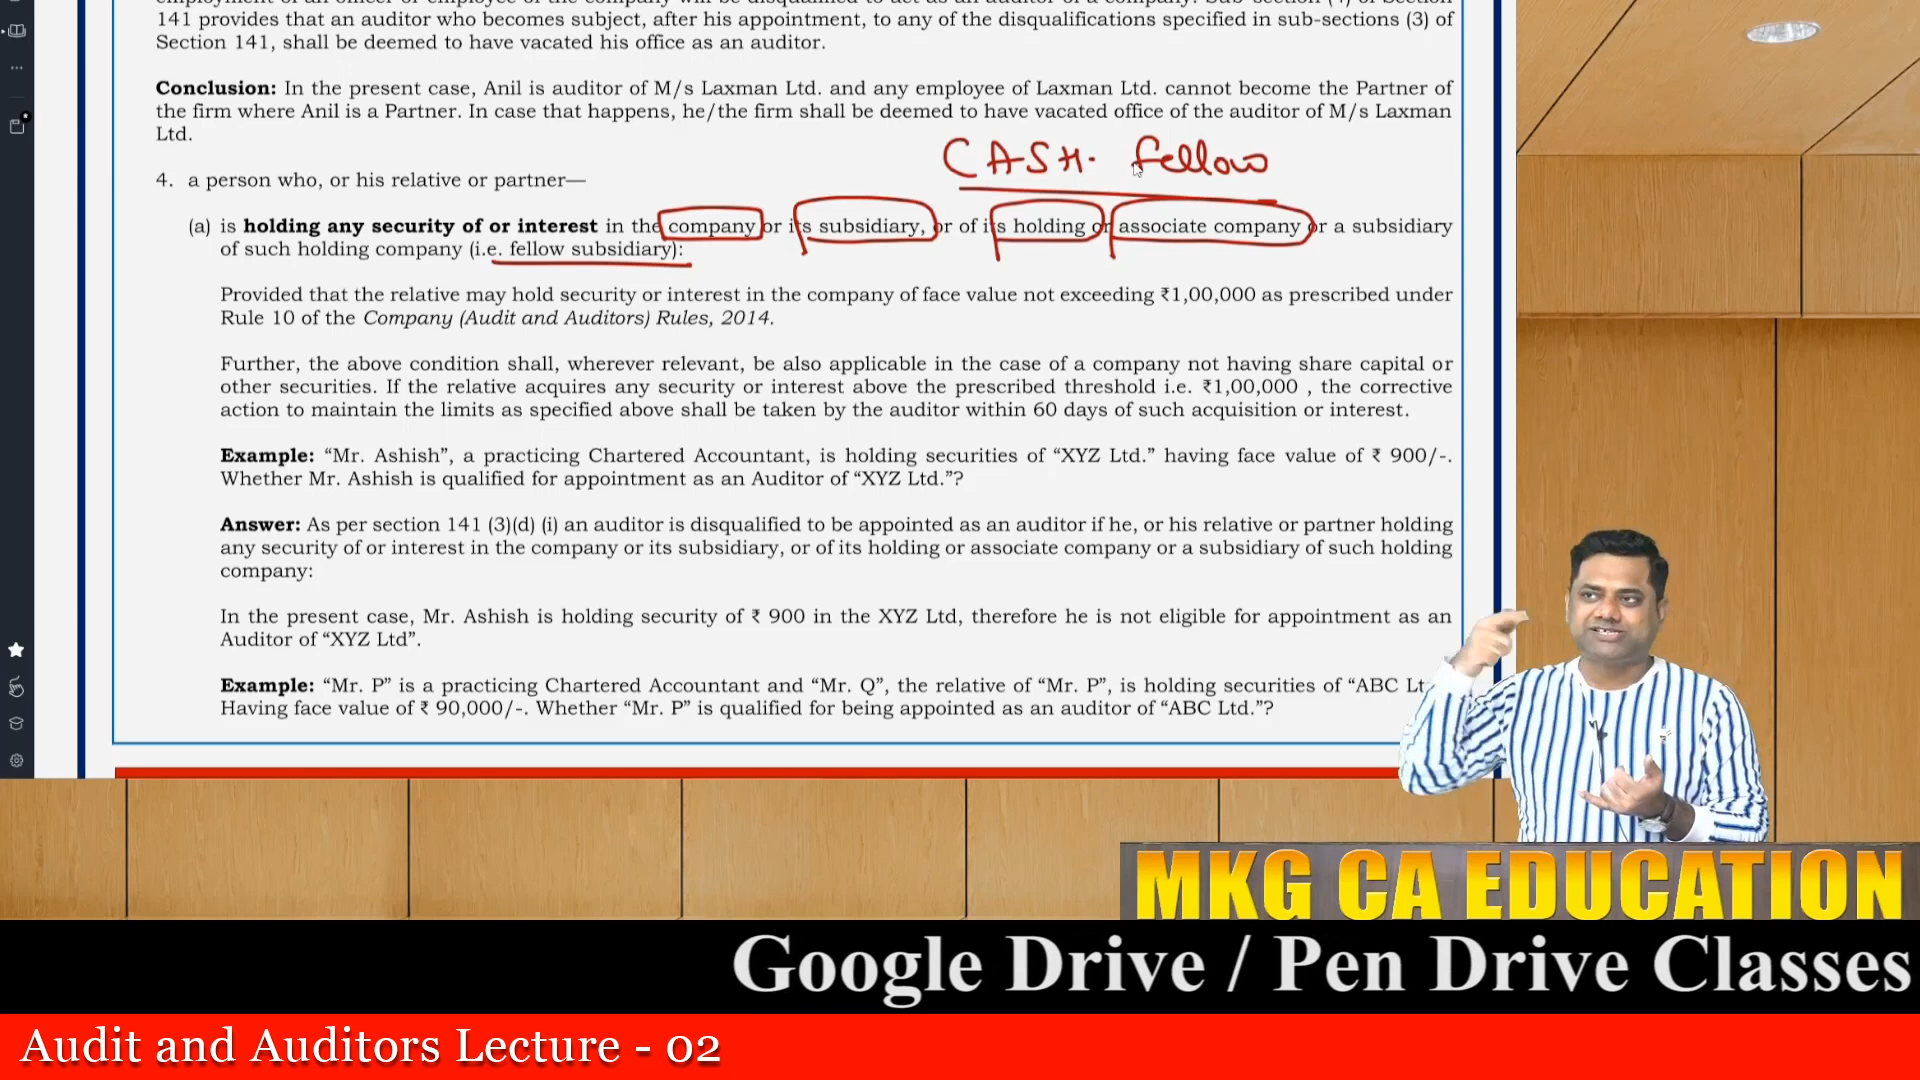 141 provides that an auditor who becomes subject, after his appointment, to any of the disqualifications specified in sub-sections (3) of
Section 141, shall be deemed to have vacated his office as an auditor.
Conclusion: In the present case, Anil is auditor of M/s Laxman Ltd. and any employee of Laxman Ltd. cannot become the Partner of
the firm where Anil is a Partner. In case that happens, he/the firm shall be deemed to have vacated office of the auditor of M/s Laxman
Ltd.
CASH. fellow
4. a person who, or his relative or partner—
(a) is holding any security of or interest in the company or its subsidiary, or of its holding or associate company or a subsidiary
of such holding company (i.e. fellow subsidiary):
Provided that the relative may hold security or interest in the company of face value not exceeding ₹1,00,000 as prescribed under
Rule 10 of the Company (Audit and Auditors) Rules, 2014.
Further, the above condition shall, wherever relevant, be also applicable in the case of a company not having share capital or
other securities. If the relative acquires any security or interest above the prescribed threshold i.e. ₹1,00,000 , the corrective
action to maintain the limits as specified above shall be taken by the auditor within 60 days of such acquisition or interest.
Example: “Mr. Ashish”, a practicing Chartered Accountant, is holding securities of “XYZ Ltd.” having face value of ₹ 900/-.
Whether Mr. Ashish is qualified for appointment as an Auditor of “XYZ Ltd.”?
Answer: As per section 141 (3)(d) (i) an auditor is disqualified to be appointed as an auditor if he, or his relative or partner holding
any security of or interest in the company or its subsidiary, or of its holding or associate company or a subsidiary of such holding
company:
In the present case, Mr. Ashish is holding security of ₹ 900 in the XYZ Ltd, therefore he is not eligible for appointment as an
Auditor of “XYZ Ltd”.
Example: “Mr. P” is a practicing Chartered Accountant and “Mr. Q”, the relative of “Mr. P”, is holding securities of “ABC Lt
Having face value of ₹ 90,000/-. Whether “Mr. P” is qualified for being appointed as an auditor of “ABC Ltd.”?
MKG CA EDUCATION
Google Drive / Pen Drive Classes
Audit and Auditors Lecture - 02